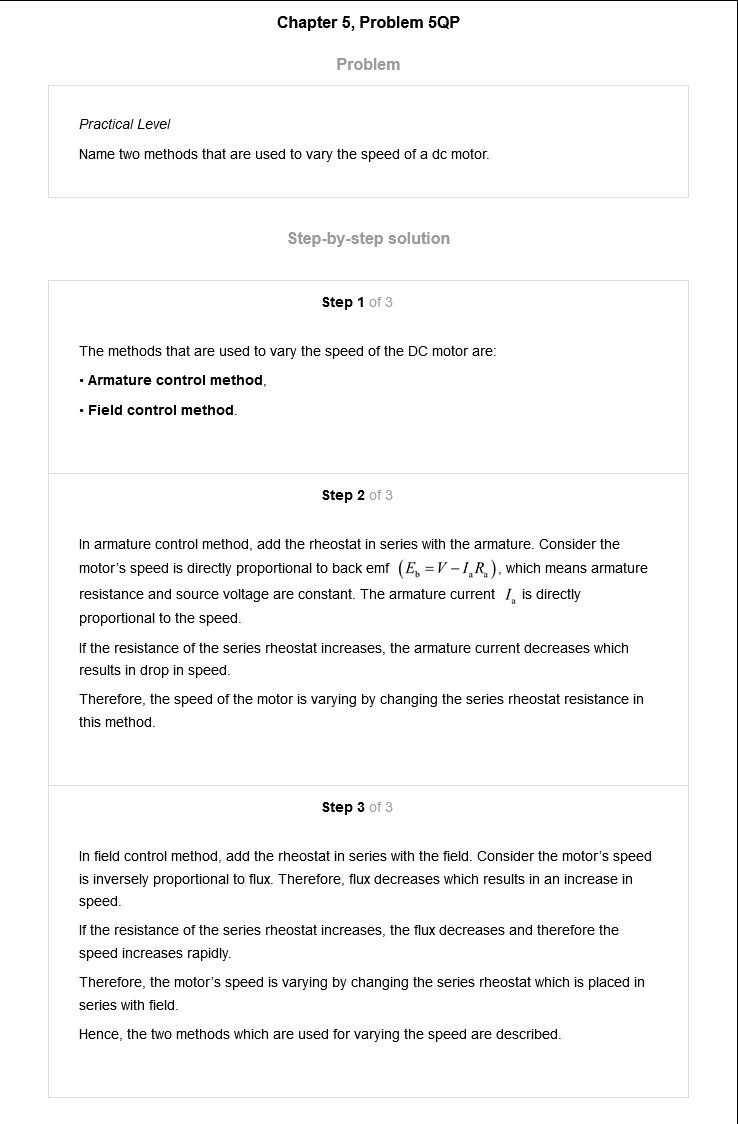 Chapter 5, Problem 5QP
Problem
Practical Level
Name two methods that are used to vary the speed of a dc motor.
Step-by-step solution
Step 1 of 3
The methods that are used to vary the speed of the DC motor are:
• Armature control method,
• Field control method.
Step 2 of 3
In armature control method, add the rheostat in series with the armature. Consider the
motor's speed is directly proportional to back emf (E_b = V − I_a R_a), which means armature
resistance and source voltage are constant. The armature current I_a is directly
proportional to the speed.
If the resistance of the series rheostat increases, the armature current decreases which
results in drop in speed.
Therefore, the speed of the motor is varying by changing the series rheostat resistance in
this method.
Step 3 of 3
In field control method, add the rheostat in series with the field. Consider the motor's speed
is inversely proportional to flux. Therefore, flux decreases which results in an increase in
speed.
If the resistance of the series rheostat increases, the flux decreases and therefore the
speed increases rapidly.
Therefore, the motor's speed is varying by changing the series rheostat which is placed in
series with field.
Hence, the two methods which are used for varying the speed are described.